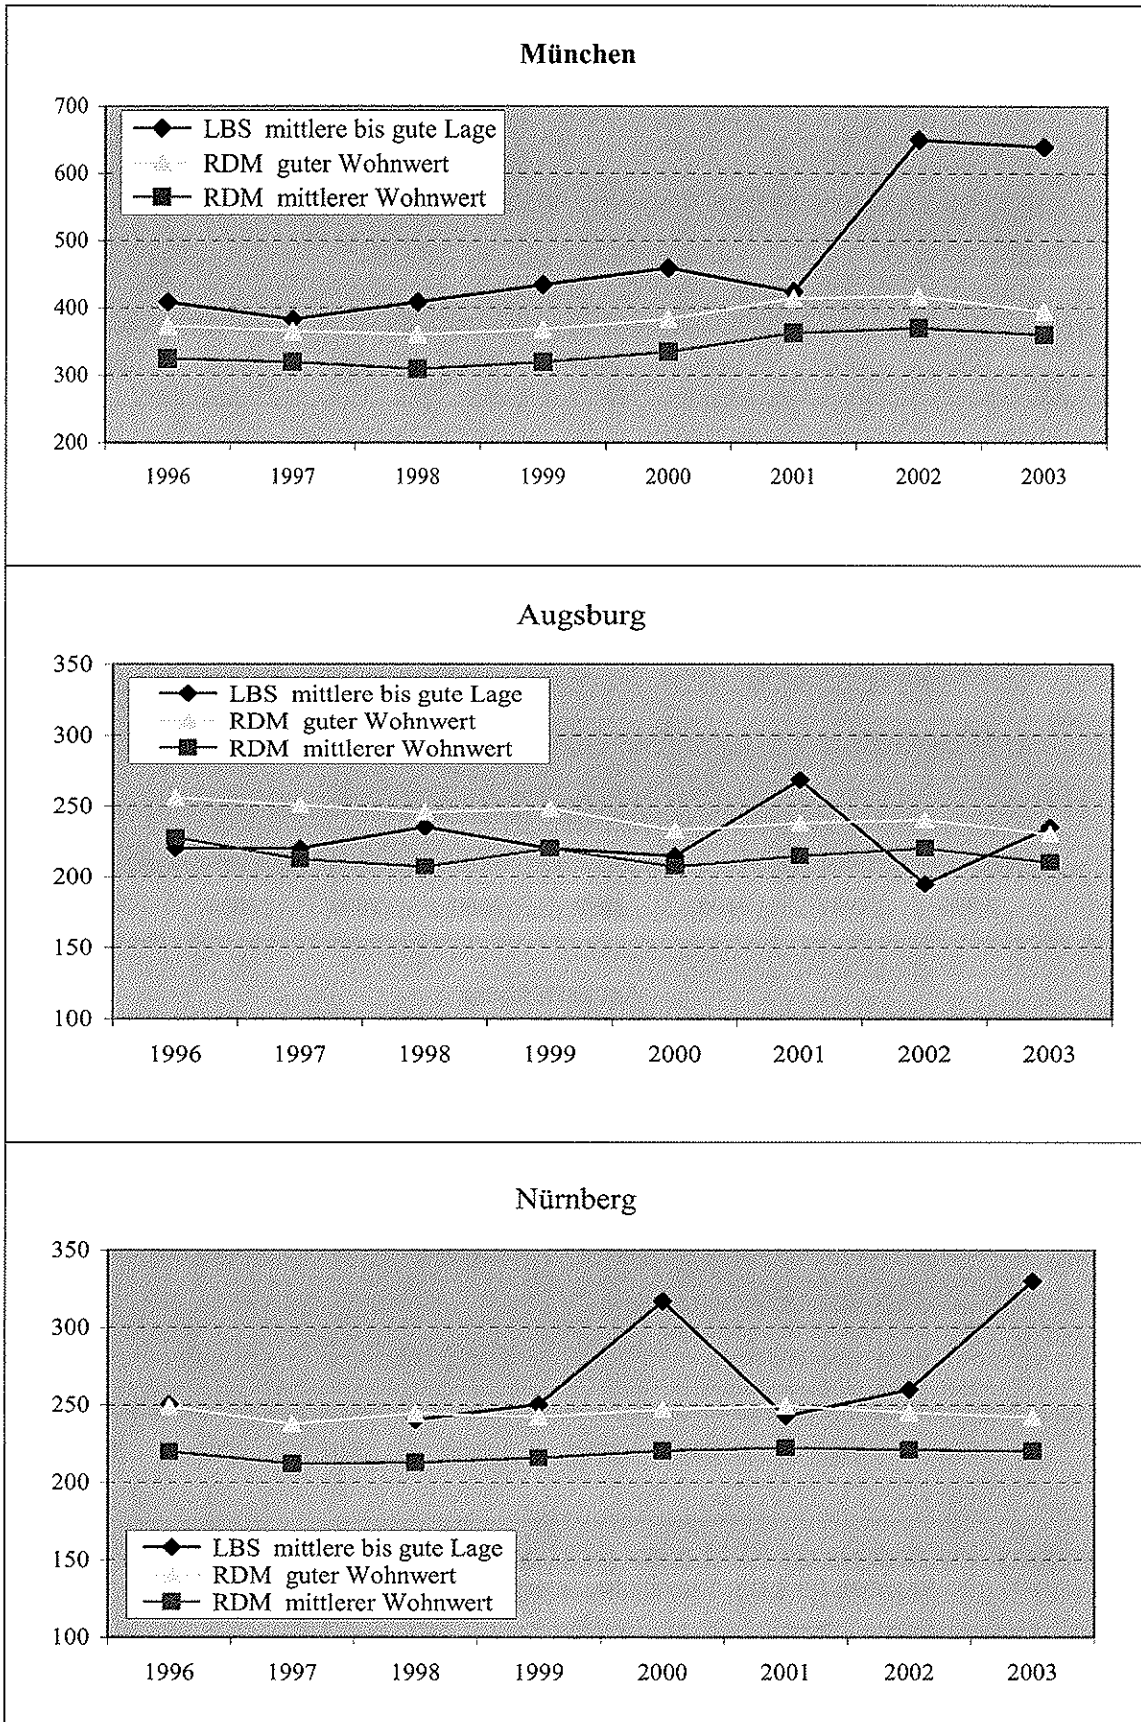 München
700
LBS mittlere bis gute Lage
RDM guter Wohnwert
600
RDM mittlerer Wohnwert
500
400
300
200
1996 1997 1998 1999 2000 2001 2002 2003
Augsburg
350
LBS mittlere bis gute Lage
RDM guter Wohnwert
RDM mittlerer Wohnwert
300
250
200
150
100
1996 1997 1998 1999 2000 2001 2002 2003
Nürnberg
350
300
250
200
LBS mittlere bis gute Lage
150
RDM guter Wohnwert
RDM mittlerer Wohnwert
100
1996 1997 1998 1999 2000 2001 2002 2003